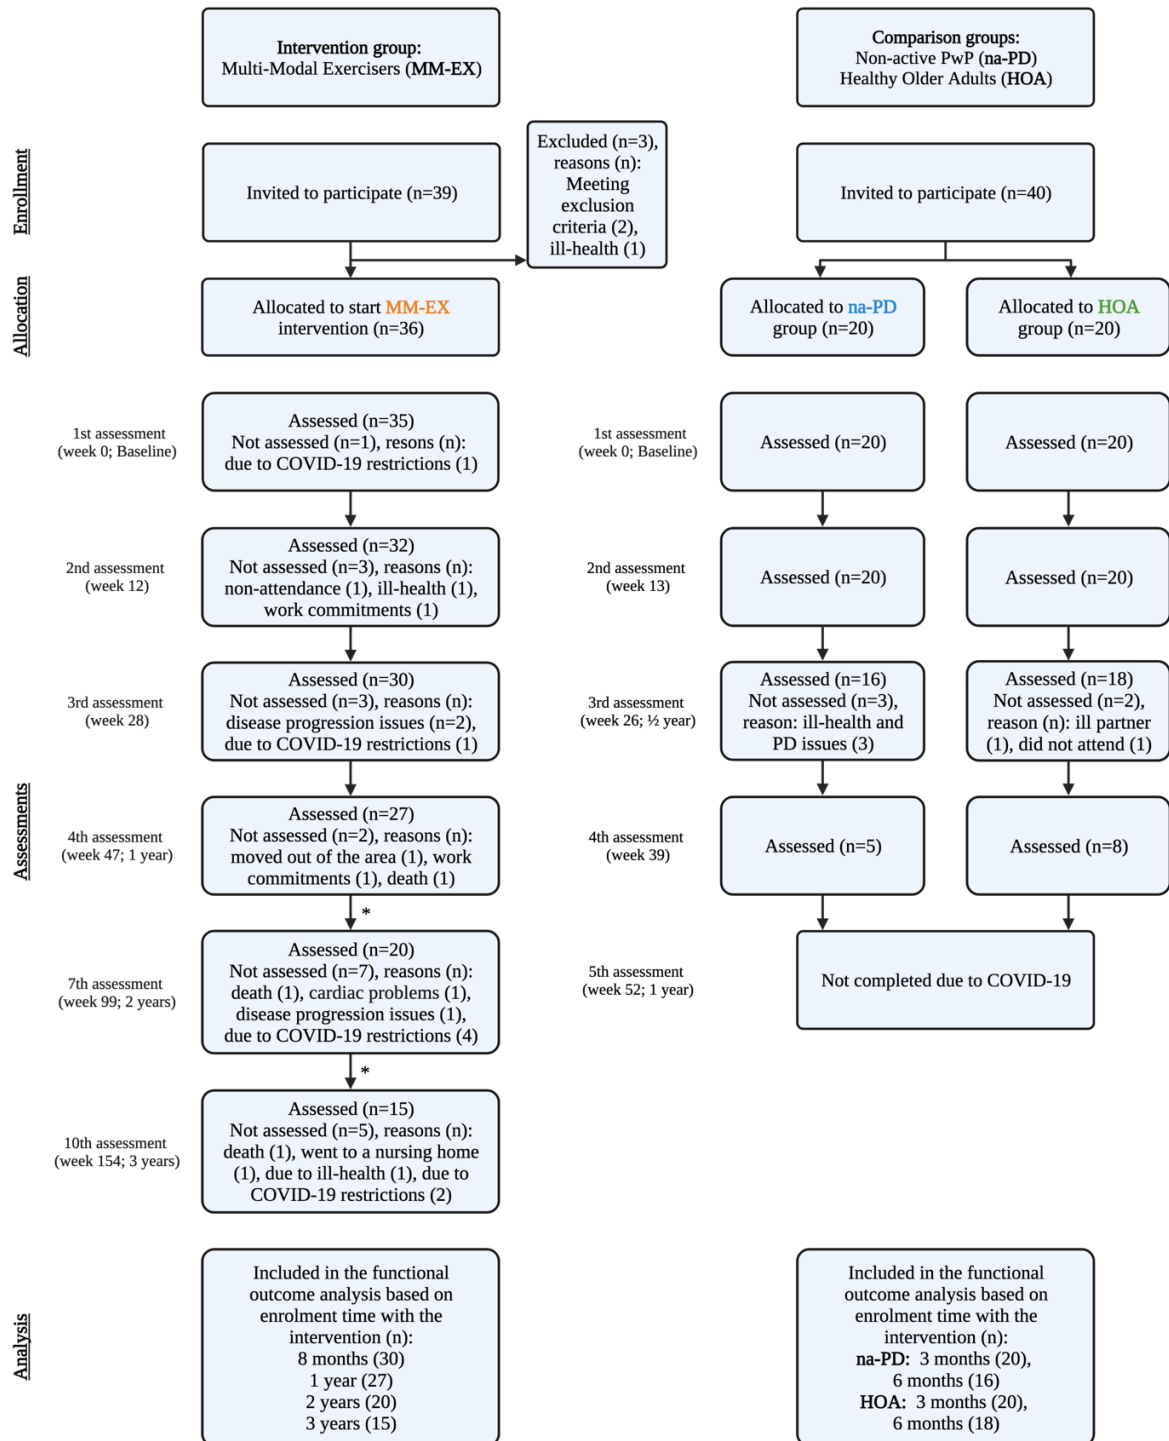 Intervention group:
Multi-Modal Exercisers (MM-EX)
Comparison groups:
Non-active PwP (na-PD)
Healthy Older Adults (HOA)
Enrollment
Invited to participate (n=39)
Excluded (n=3),
reasons (n):
Meeting
exclusion
criteria (2),
ill-health (1)
Invited to participate (n=40)
Allocation
Allocated to start MM-EX
intervention (n=36)
Allocated to na-PD
group (n=20)
Allocated to HOA
group (n=20)
Assessments
1st assessment
(week 0; Baseline)
Assessed (n=35)
Not assessed (n=1), resons (n):
due to COVID-19 restrictions (1)
1st assessment
(week 0; Baseline)
Assessed (n=20)
Assessed (n=20)
2nd assessment
(week 12)
Assessed (n=32)
Not assessed (n=3), reasons (n):
non-attendance (1), ill-health (1),
work commitments (1)
2nd assessment
(week 13)
Assessed (n=20)
Assessed (n=20)
3rd assessment
(week 28)
Assessed (n=30)
Not assessed (n=3), reasons (n):
disease progression issues (n=2),
due to COVID-19 restrictions (1)
3rd assessment
(week 26; ½ year)
Assessed (n=16)
Not assessed (n=3),
reason: ill-health and
PD issues (3)
Assessed (n=18)
Not assessed (n=2),
reason (n): ill partner
(1), did not attend (1)
4th assessment
(week 47; 1 year)
Assessed (n=27)
Not assessed (n=2), reasons (n):
moved out of the area (1), work
commitments (1), death (1)
4th assessment
(week 39)
Assessed (n=5)
Assessed (n=8)
*
7th assessment
(week 99; 2 years)
Assessed (n=20)
Not assessed (n=7), reasons (n):
death (1), cardiac problems (1),
disease progression issues (1),
due to COVID-19 restrictions (4)
5th assessment
(week 52; 1 year)
Not completed due to COVID-19
*
10th assessment
(week 154; 3 years)
Assessed (n=15)
Not assessed (n=5), reasons (n):
death (1), went to a nursing home
(1), due to ill-health (1), due to
COVID-19 restrictions (2)
Analysis
Included in the functional
outcome analysis based on
enrolment time with the
intervention (n):
8 months (30)
1 year (27)
2 years (20)
3 years (15)
Included in the functional
outcome analysis based on
enrolment time with the
intervention (n):
na-PD: 3 months (20),
6 months (16)
HOA: 3 months (20),
6 months (18)